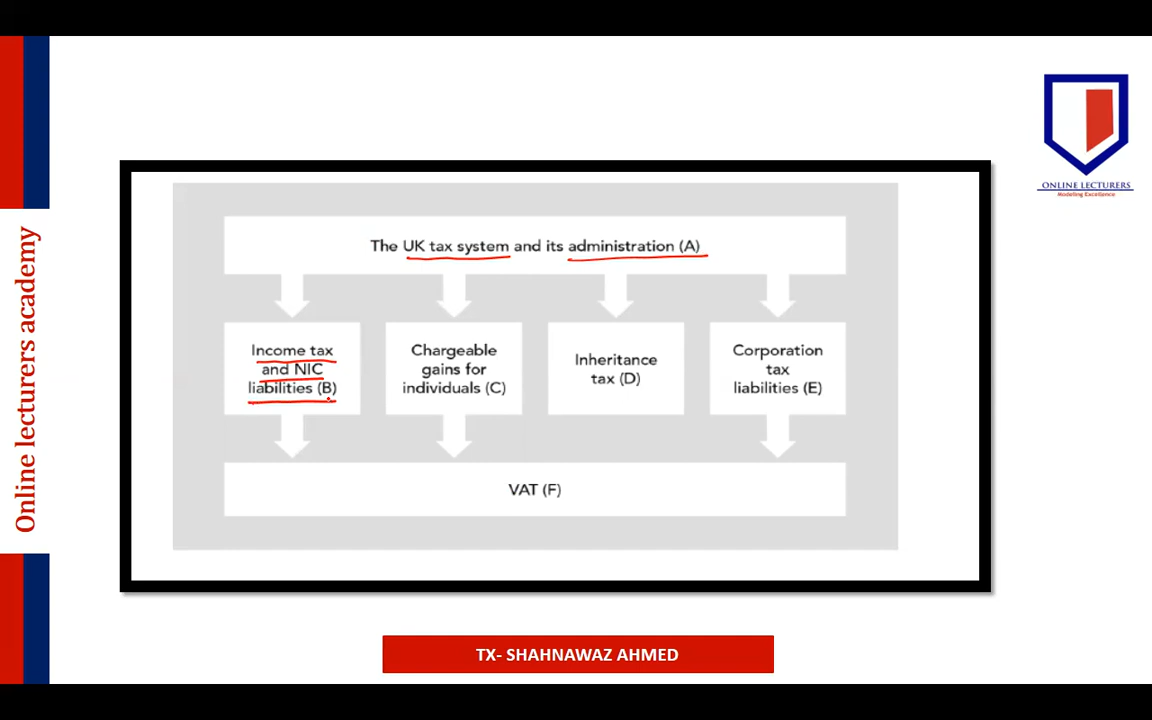 ONLINE LECTURERS
Modelling Excellence
Online lecturers academy
The UK tax system and its administration (A)
Income tax
and NIC
liabilities (B)
Chargeable
gains for
individuals (C)
Inheritance
tax (D)
Corporation
tax
liabilities (E)
VAT (F)
TX- SHAHNAWAZ AHMED